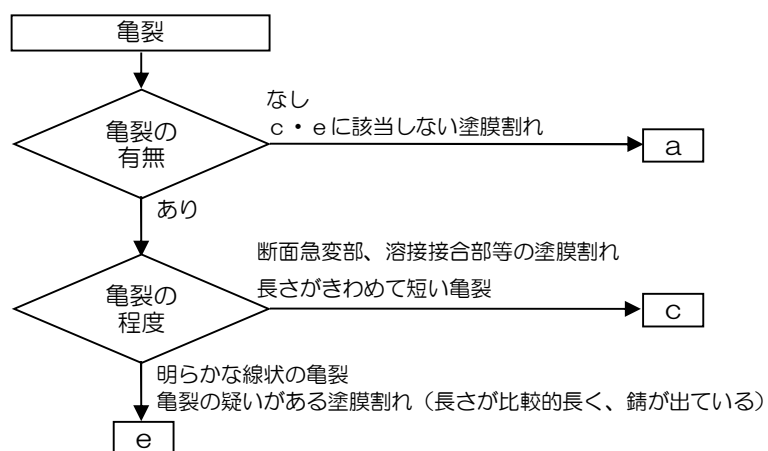 亀裂
亀裂の
有無
なし
c・eに該当しない塗膜割れ
a
あり
亀裂の
程度
断面急変部、溶接接合部等の塗膜割れ
長さがきわめて短い亀裂
c
明らかな線状の亀裂
亀裂の疑いがある塗膜割れ（長さが比較的長く、錆が出ている）
e